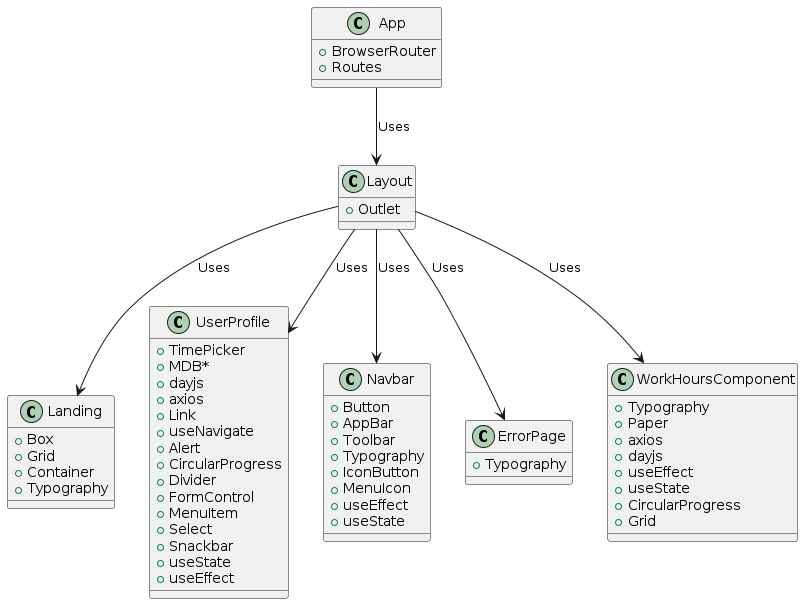 C App
BrowserRouter
Routes
Uses
C Layout
Outlet
Uses
Uses
Uses
Uses
Uses
C UserProfile
TimePicker
MDB*
dayjs
axios
Link
useNavigate
Alert
CircularProgress
Divider
FormControl
MenuItem
Select
Snackbar
useState
useEffect
C Navbar
Button
AppBar
Toolbar
Typography
IconButton
MenuIcon
useEffect
useState
C WorkHoursComponent
Typography
Paper
axios
dayjs
useEffect
useState
CircularProgress
Grid
C Landing
Box
Grid
Container
Typography
C ErrorPage
Typography